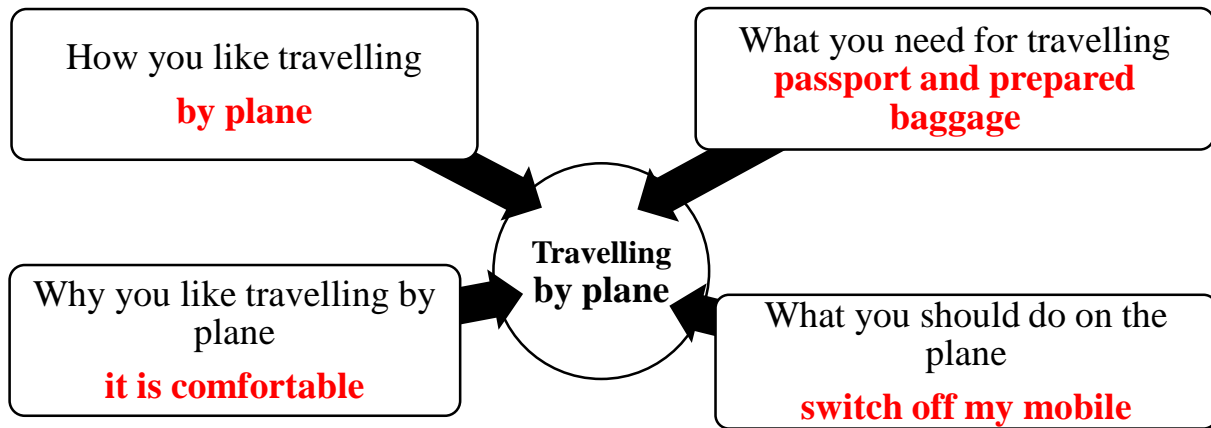 How you like travelling
by plane
What you need for travelling
passport and prepared
baggage
Travelling
by plane
Why you like travelling by
plane
it is comfortable
What you should do on the
plane
switch off my mobile